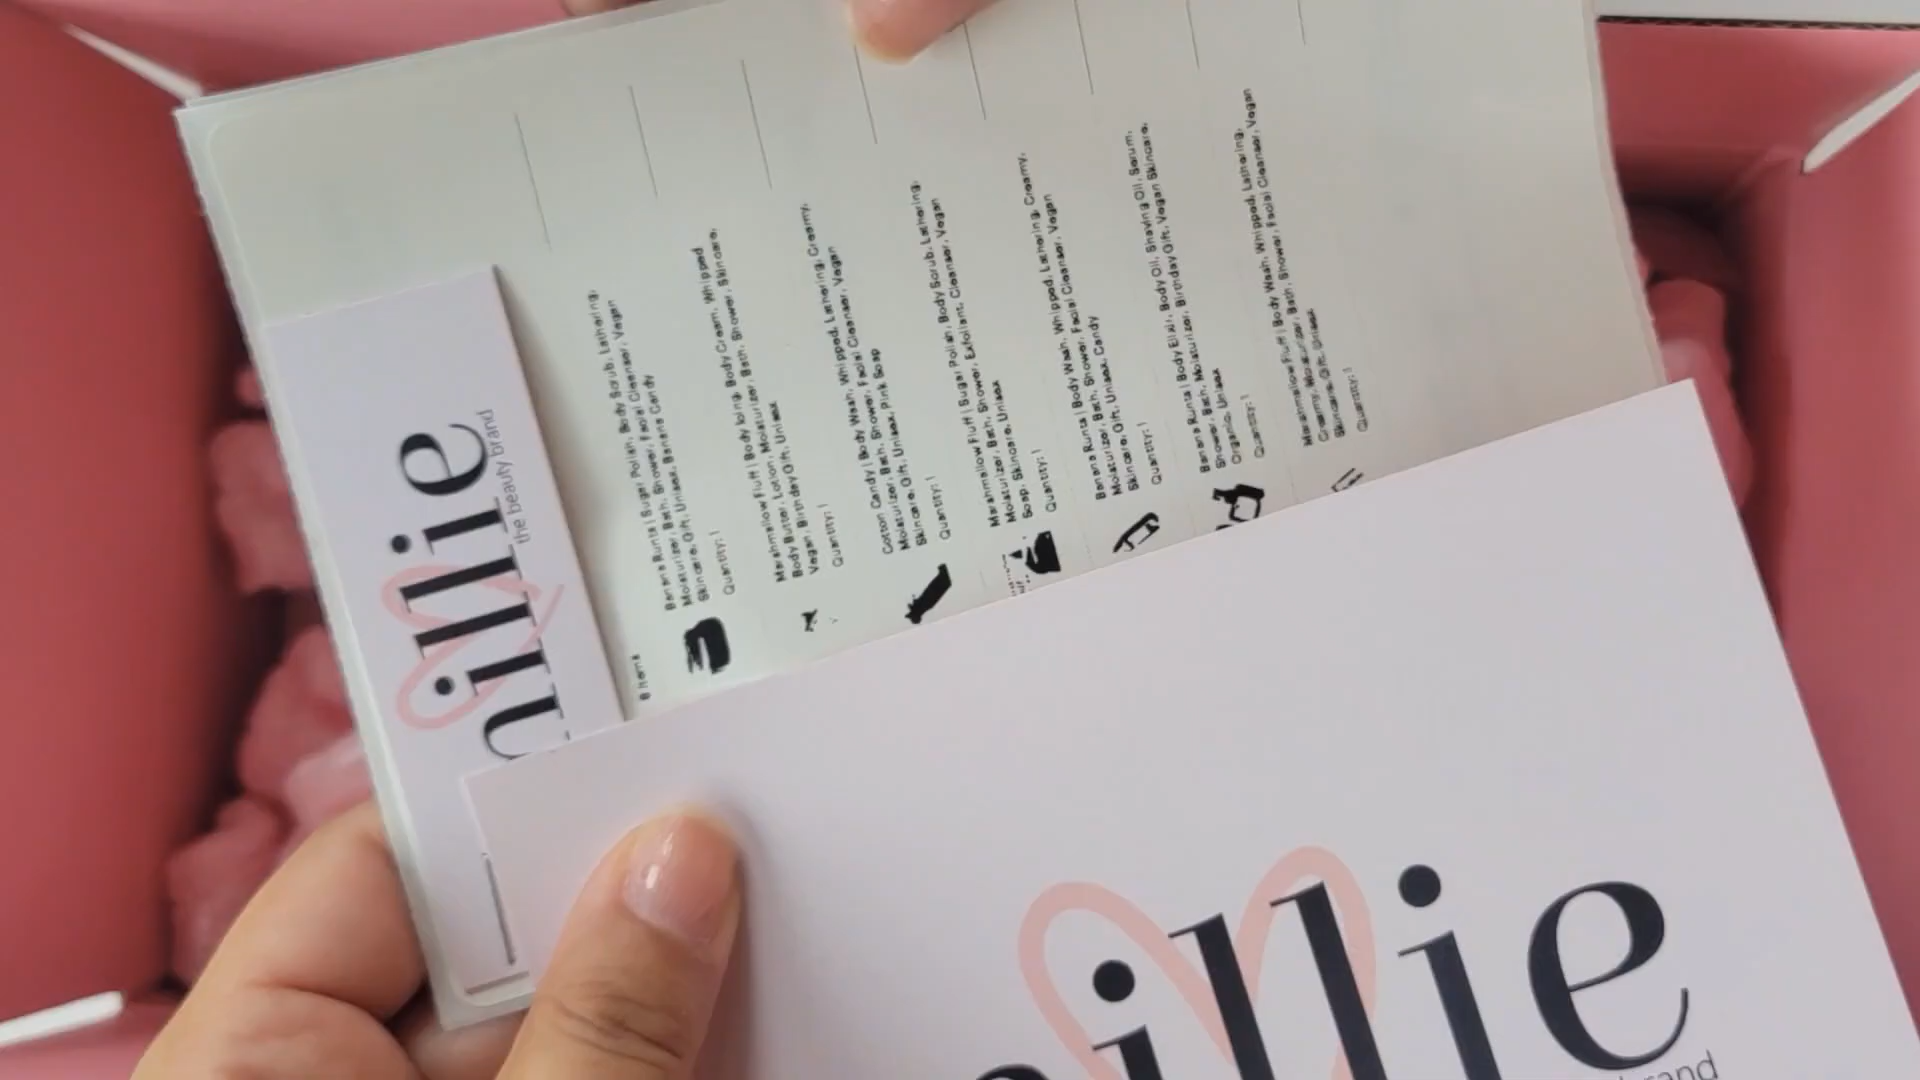 nillie
the beauty brand
8 items
Banana Runts | Sugar Polish, Body Scrub, Lathering,
Moisturizer, Bath, Shower, Facial Cleanser, Vegan
Skincare, Gift, Unisex, Banana Candy
Quantity: 1
Marshmallow Fluff | Body Icing, Body Cream, Whipped
Body Butter, Lotion, Moisturizer, Bath, Shower, Skincare,
Vegan, Birthday Gift, Unisex
Quantity: 1
Cotton Candy | Body Wash, Whipped, Lathering, Creamy,
Moisturizer, Bath, Shower, Facial Cleanser, Vegan
Skincare, Gift, Unisex, Pink Soap
Quantity: 1
Marshmallow Fluff | Sugar Polish, Body Scrub, Lathering,
Moisturizer, Bath, Shower, Exfoliant, Cleanser, Vegan
Soap, Skincare, Unisex
Quantity: 1
Banana Runts | Body Wash, Whipped, Lathering, Creamy,
Moisturizer, Bath, Shower, Facial Cleanser, Vegan
Skincare, Gift, Unisex, Candy
Quantity: 1
Banana Runts | Body Elixir, Body Oil, Shaving Oil, Serum,
Shower, Bath, Moisturizer, Birthday Gift, Vegan Skincare,
Organic, Unisex
Quantity: 1
Marshmallow Fluff | Body Wash, Whipped, Lathering,
Creamy, Moisturizer, Bath, Shower, Facial Cleanser, Vegan
Skincare, Gift, Unisex
Quantity: 1
illie
brand